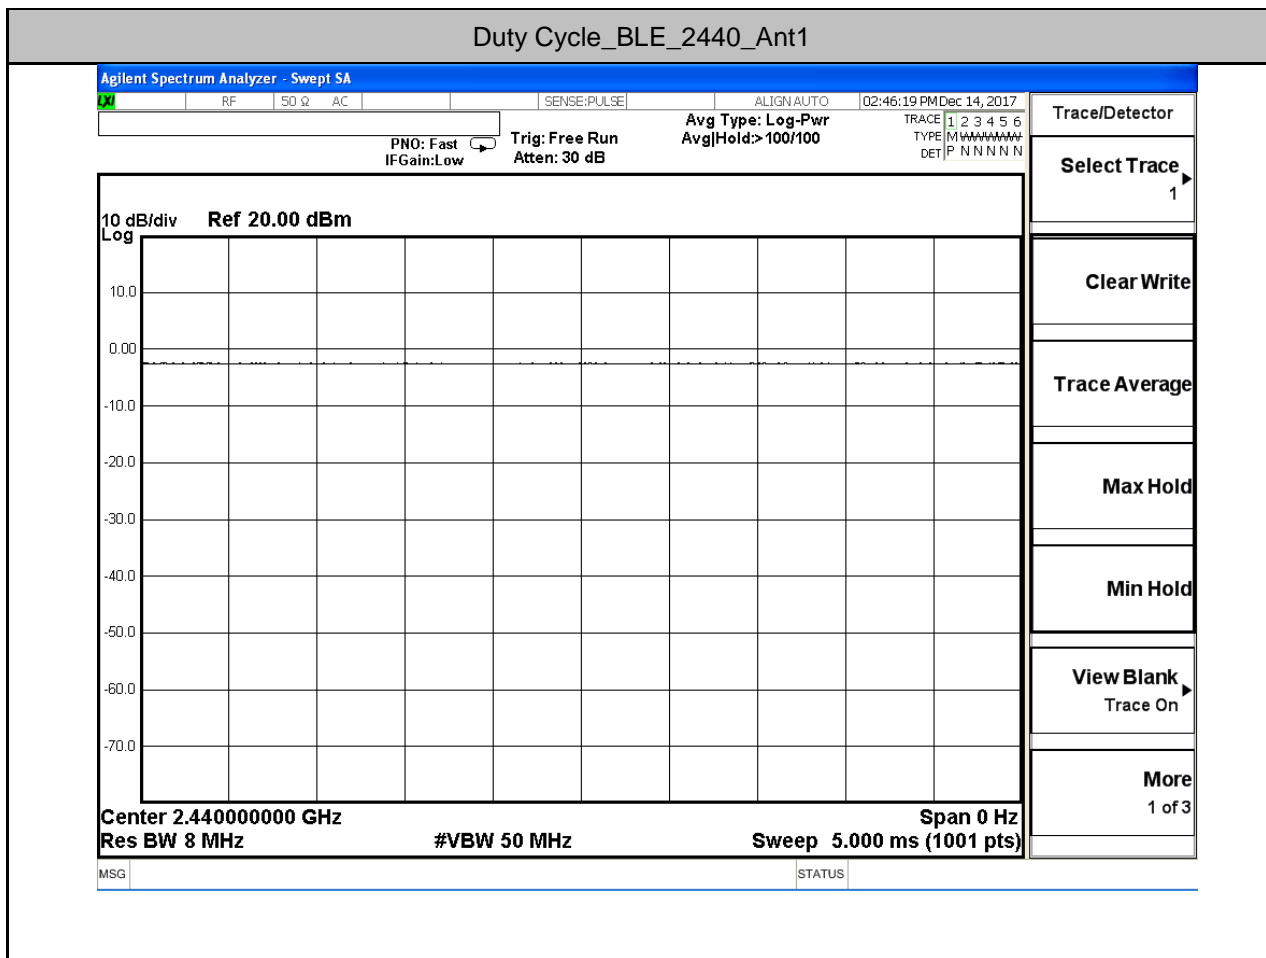 Duty Cycle_BLE_2440_Ant1
Agilent Spectrum Analyzer - Swept SA
LXI RF 50 Ω AC SENSE:PULSE ALIGN AUTO 02:46:19 PM Dec 14, 2017
PNO: Fast IFGain:Low
Trig: Free Run
Atten: 30 dB
Avg Type: Log-Pwr
Avg|Hold:> 100/100
TRACE 1 2 3 4 5 6
TYPE M WWWWW
DET P N N N N N
10 dB/div Ref 20.00 dBm
Log
10.0
0.00
-10.0
-20.0
-30.0
-40.0
-50.0
-60.0
-70.0
Center 2.440000000 GHz Span 0 Hz
Res BW 8 MHz #VBW 50 MHz Sweep 5.000 ms (1001 pts)
MSG STATUS
Trace/Detector
Select Trace
1
Clear Write
Trace Average
Max Hold
Min Hold
View Blank
Trace On
More
1 of 3